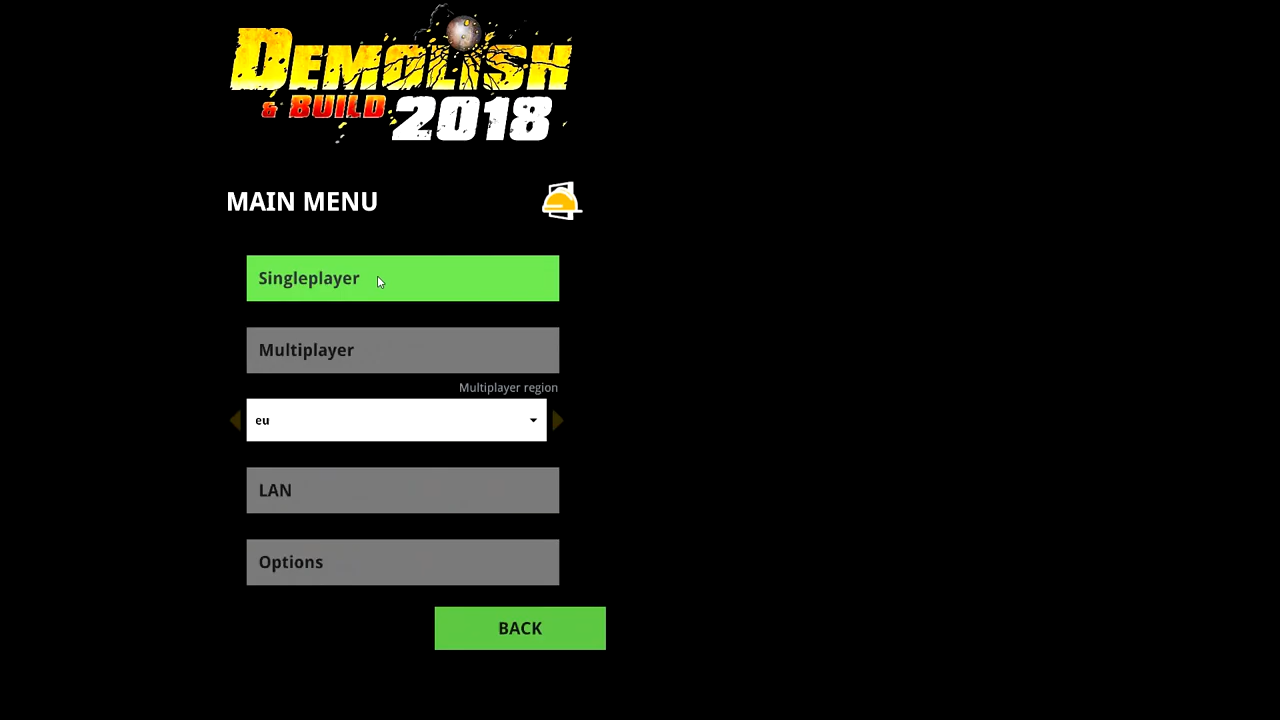 DEMOLISH
& BUILD 2018
MAIN MENU
Singleplayer
Multiplayer
Multiplayer region
eu
LAN
Options
BACK